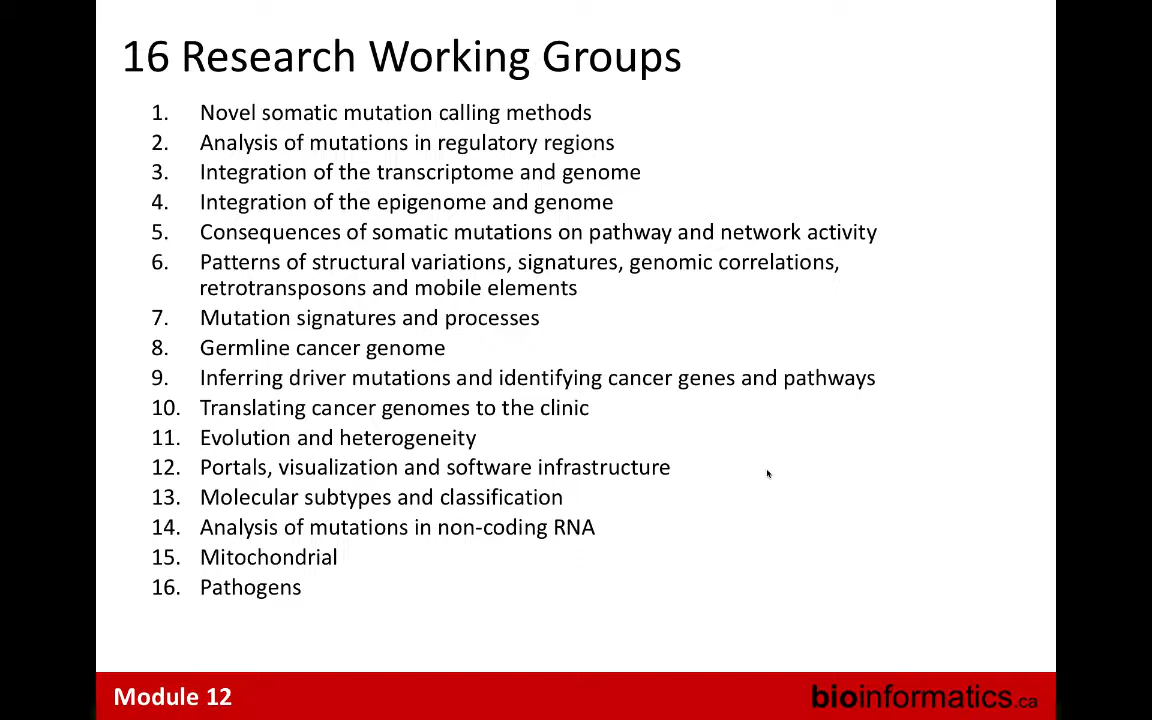 16 Research Working Groups
1. Novel somatic mutation calling methods
2. Analysis of mutations in regulatory regions
3. Integration of the transcriptome and genome
4. Integration of the epigenome and genome
5. Consequences of somatic mutations on pathway and network activity
6. Patterns of structural variations, signatures, genomic correlations,
retrotransposons and mobile elements
7. Mutation signatures and processes
8. Germline cancer genome
9. Inferring driver mutations and identifying cancer genes and pathways
10. Translating cancer genomes to the clinic
11. Evolution and heterogeneity
12. Portals, visualization and software infrastructure
13. Molecular subtypes and classification
14. Analysis of mutations in non-coding RNA
15. Mitochondrial
16. Pathogens
Module 12
bioinformatics.ca